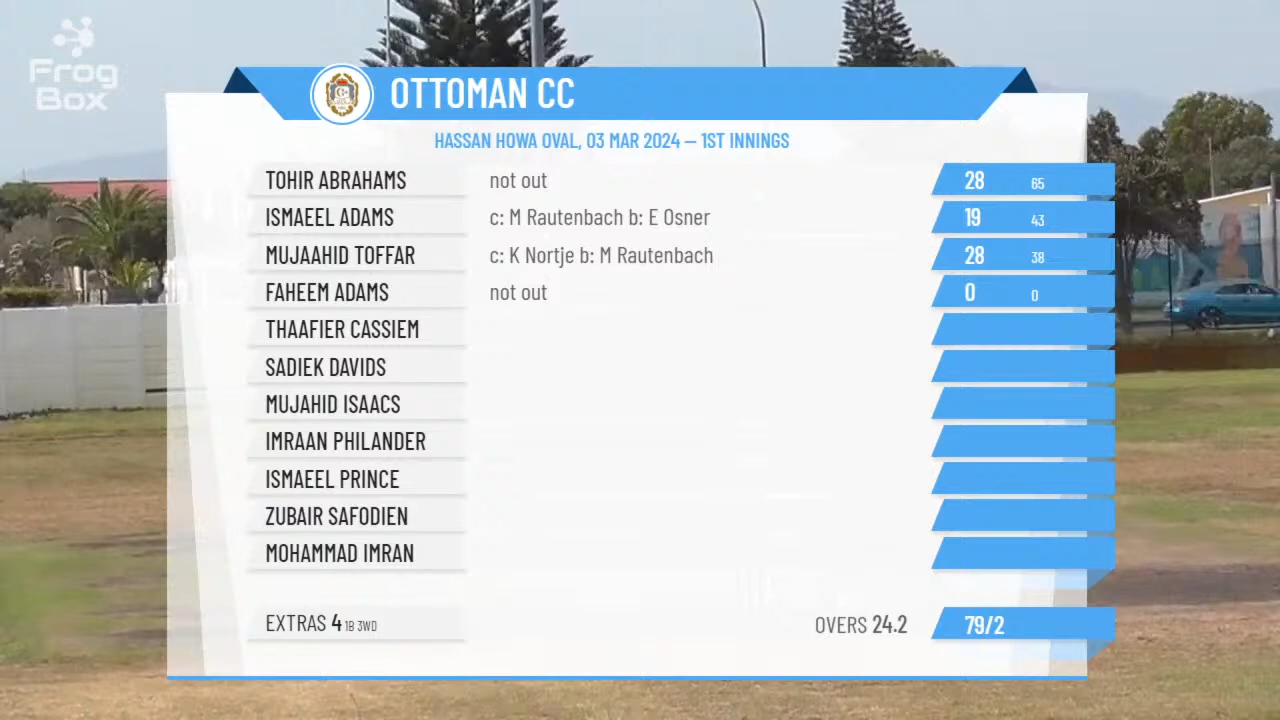 Frog
Box
OTTOMAN CC
HASSAN HOWA OVAL, 03 MAR 2024 – 1ST INNINGS
TOHIR ABRAHAMS not out 28 65
ISMAEEL ADAMS c: M Rautenbach b: E Osner 19 43
MUJAAHID TOFFAR c: K Nortje b: M Rautenbach 28 38
FAHEEM ADAMS not out 0 0
THAAFIER CASSIEM
SADIEK DAVIDS
MUJAHID ISAACS
IMRAAN PHILANDER
ISMAEEL PRINCE
ZUBAIR SAFODIEN
MOHAMMAD IMRAN
EXTRAS 4 1B 3WD OVERS 24.2 79/2